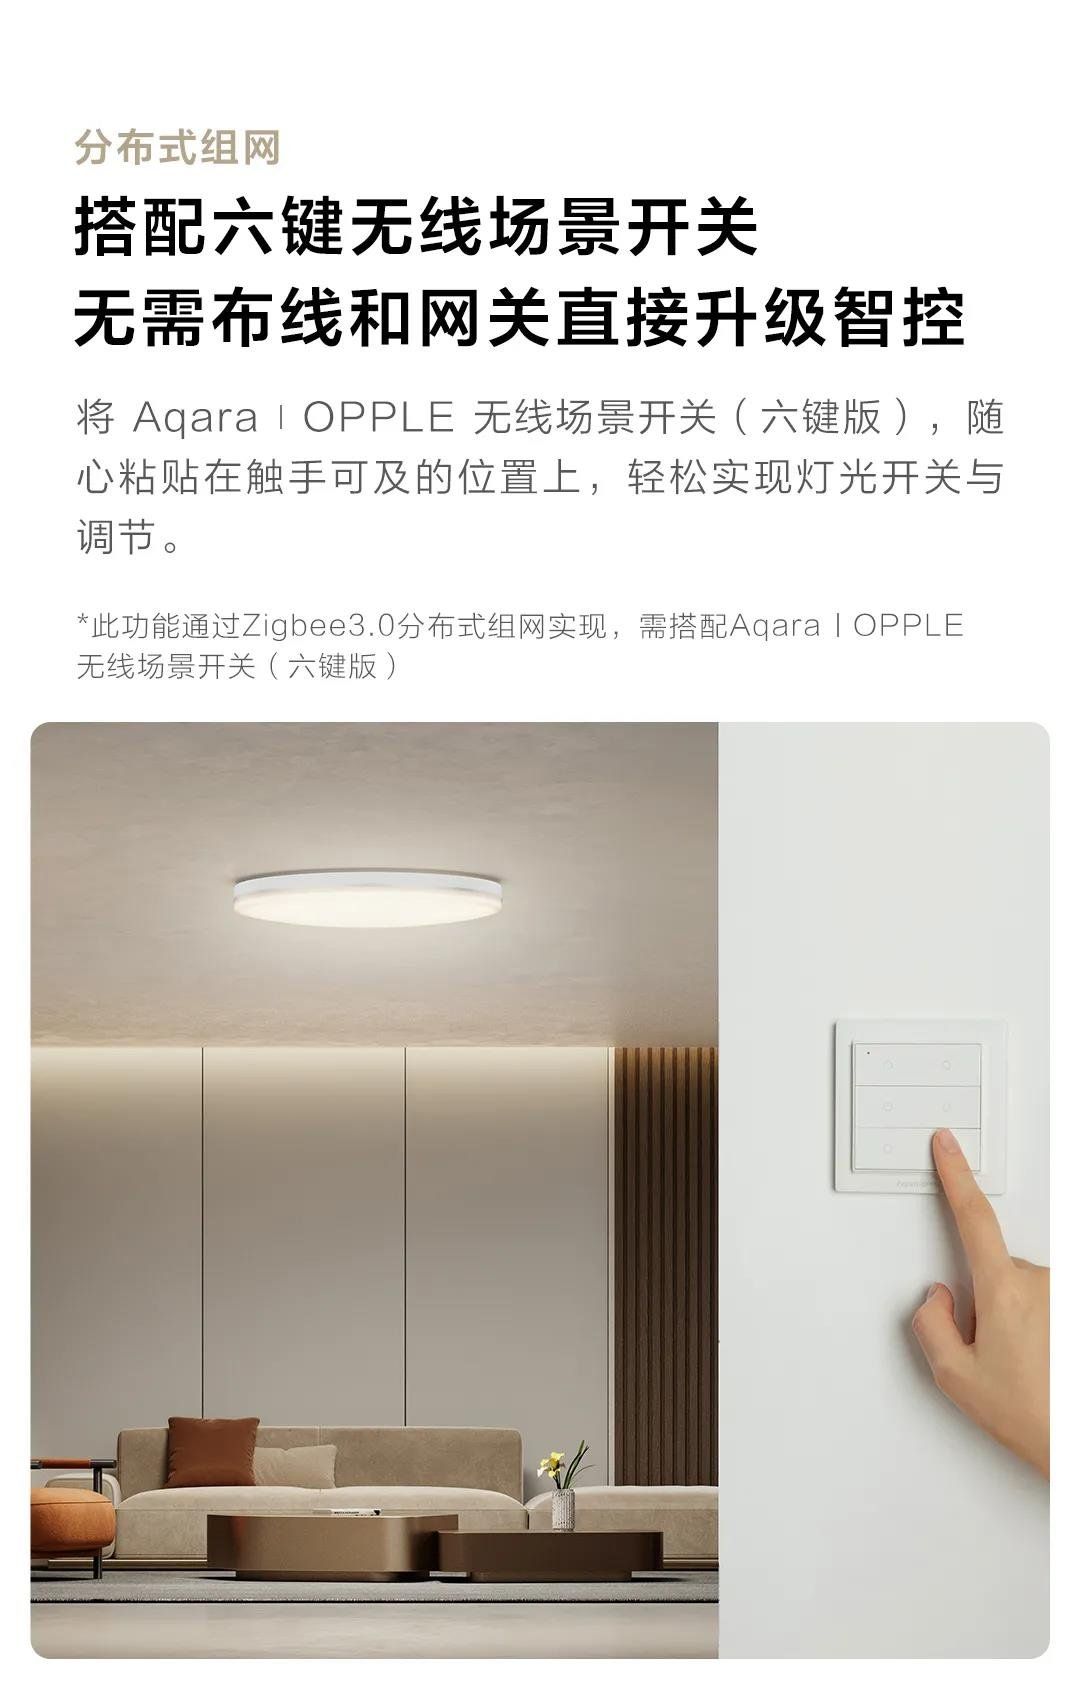 分布式组网
搭配六键无线场景开关
无需布线和网关直接升级智控
将 Aqara | OPPLE 无线场景开关（六键版），随
心粘贴在触手可及的位置上，轻松实现灯光开关与
调节。
*此功能通过Zigbee3.0分布式组网实现，需搭配Aqara | OPPLE
无线场景开关（六键版）